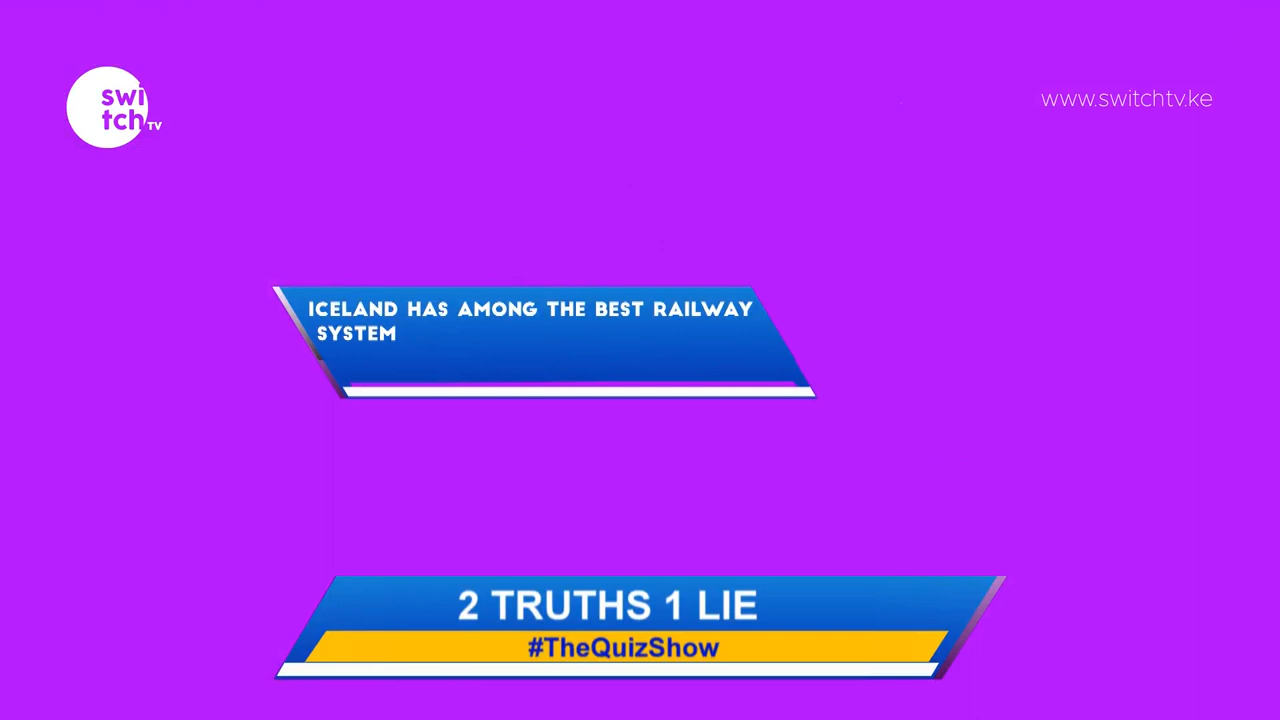 swi
tch TV
www.switchtv.ke
ICELAND HAS AMONG THE BEST RAILWAY
SYSTEM
2 TRUTHS 1 LIE
#TheQuizShow